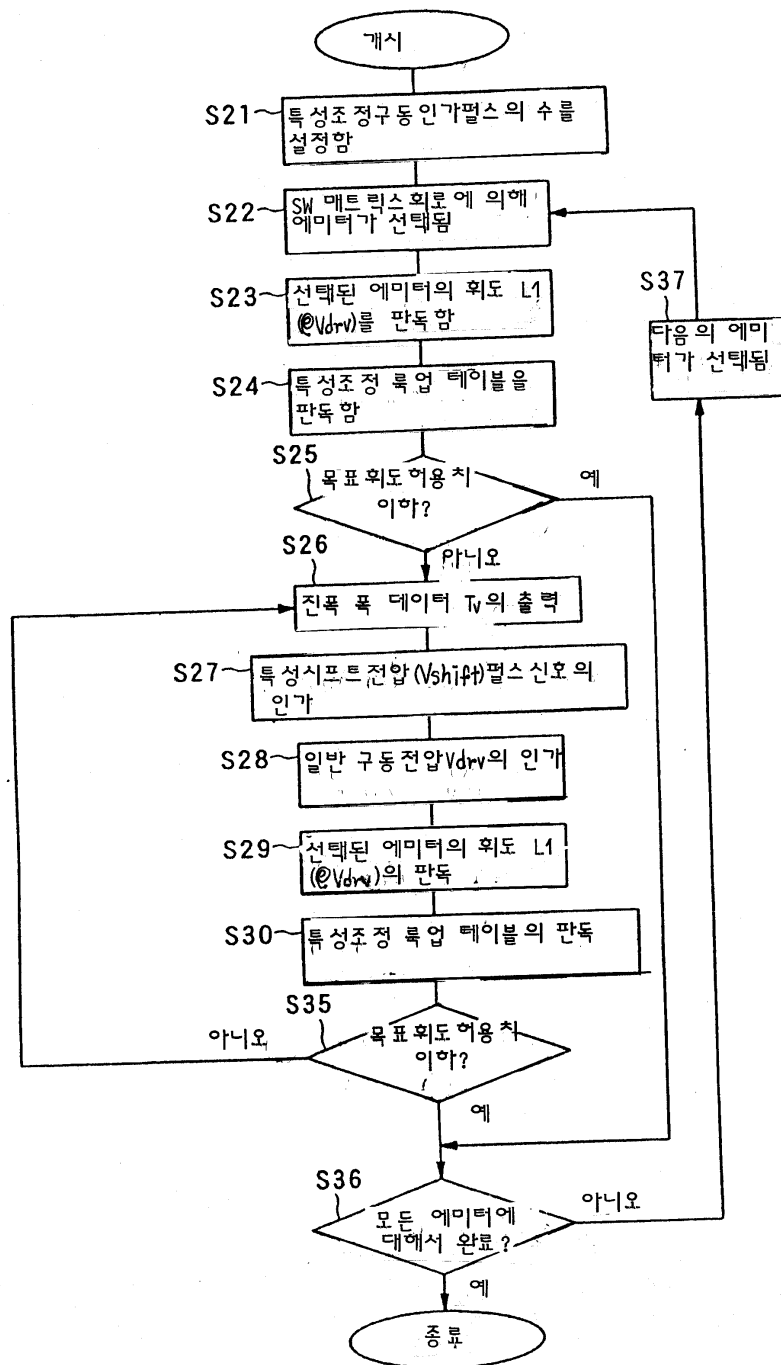 개시
S21
특성조정구동인가펄스의 수를
설정함
S22
SW 매트릭스회로에 의해
에미터가 선택됨
S23
선택된 에미터의 휘도 L1
(@Vdrv)를 판독함
S24
특성조정 룩업 테이블을
판독함
S25
목표휘도허용치
이하?
예
아니오
S26
진폭 폭 데이터 Tv의 출력
S27
특성시프트전압(Vshift)펄스신호의
인가
S28
일반 구동전압Vdrv의 인가
S29
선택된 에미터의 휘도 L1
(@Vdrv)의 판독
S30
특성조정 룩업 테이블의 판독
S35
목표휘도허용치
이하?
아니오
예
S36
모든 에미터에
대해서 완료?
아니오
예
S37
다음의 에미
터가 선택됨
종료